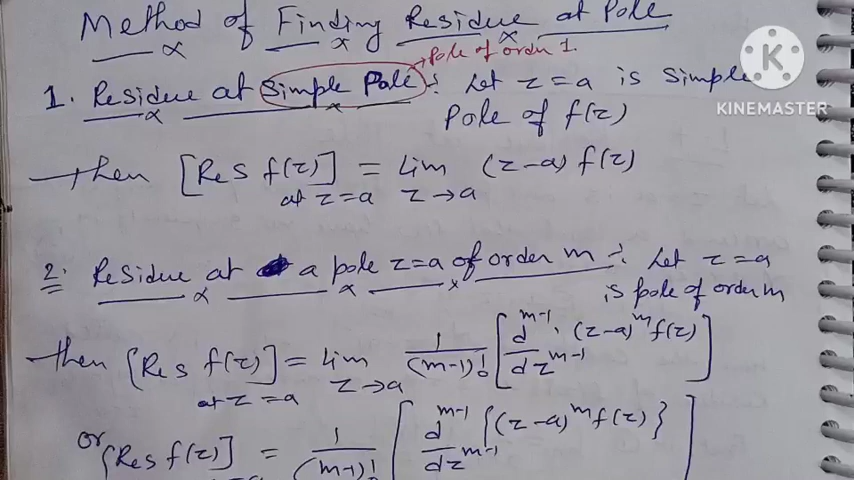 Method of Finding Residue at Pole
→ Pole of order 1.
1. Residue at Simple Pole :- Let z = a is simple
Pole of f(z)
then [Res f(z)] = lim (z-a) f(z)
at z=a z→a
2. Residue at a pole z=a of order m :- Let z=a
is pole of order m
then [Res f(z)] = lim 1/(m-1)! [d^{m-1}/dz^{m-1} . (z-a)^m f(z)]
at z=a z→a
or [Res f(z)] = 1/(m-1)! [d^{m-1}/dz^{m-1} {(z-a)^m f(z)}]
KINEMASTER